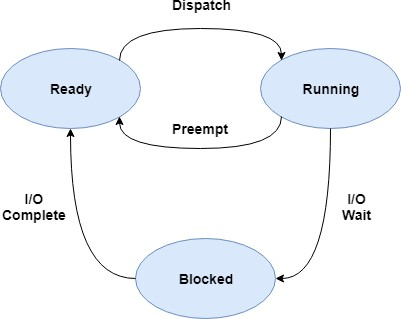 Dispatch
Ready
Running
Preempt
I/O
Complete
I/O
Wait
Blocked